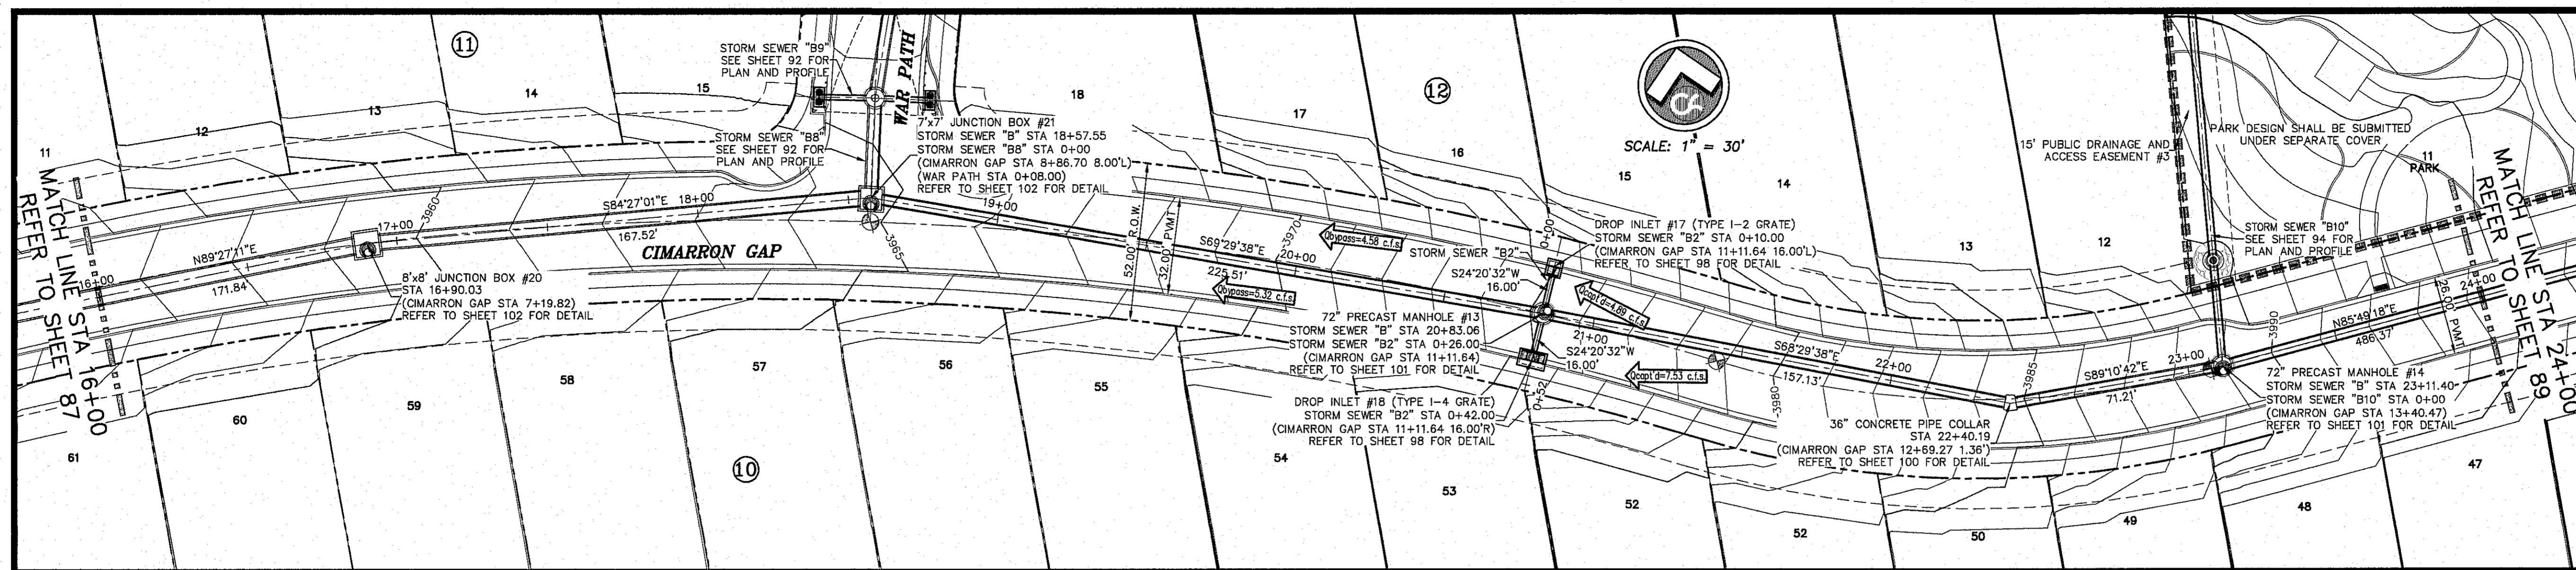 11
STORM SEWER "B9"
SEE SHEET 92 FOR
PLAN AND PROFILE
WAR PATH
11
12
13
14
15
18
17
12
16
15
14
13
12
11
PARK
SCALE: 1" = 30'
15' PUBLIC DRAINAGE AND
ACCESS EASEMENT #3
PARK DESIGN SHALL BE SUBMITTED
UNDER SEPARATE COVER
MATCH LINE STA 16+00
REFER TO SHEET 87
STORM SEWER "B8"
SEE SHEET 92 FOR
PLAN AND PROFILE
7'x7' JUNCTION BOX #21
STORM SEWER "B" STA 18+57.55
STORM SEWER "B8" STA 0+00
(CIMARRON GAP STA 8+86.70 8.00'L)
(WAR PATH STA 0+08.00)
REFER TO SHEET 102 FOR DETAIL
16+00
N89°27'11"E
171.84'
17+00
3960
S84°27'01"E
18+00
167.52'
CIMARRON GAP
8'x8' JUNCTION BOX #20
STA 16+90.03
(CIMARRON GAP STA 7+19.82)
REFER TO SHEET 102 FOR DETAIL
3965
19+00
52.00' R.O.W.
32.00' PVMT
S69°29'38"E
225.51'
20+00
3970
Qbypass=4.58 c.f.s.
Qbypass=5.32 c.f.s.
STORM SEWER "B2"
0+00
S24°20'32"W
16.00'
DROP INLET #17 (TYPE I-2 GRATE)
STORM SEWER "B2" STA 0+10.00
(CIMARRON GAP STA 11+11.64 16.00'L)
REFER TO SHEET 98 FOR DETAIL
Qcapt'd=4.89 c.f.s.
72" PRECAST MANHOLE #13
STORM SEWER "B" STA 20+83.06
STORM SEWER "B2" STA 0+26.00
(CIMARRON GAP STA 11+11.64)
REFER TO SHEET 101 FOR DETAIL
21+00
S24°20'32"W
16.00'
0+52
Qcapt'd=7.53 c.f.s.
DROP INLET #18 (TYPE I-4 GRATE)
STORM SEWER "B2" STA 0+42.00
(CIMARRON GAP STA 11+11.64 16.00'R)
REFER TO SHEET 98 FOR DETAIL
S68°29'38"E
157.13'
22+00
3980
3985
36" CONCRETE PIPE COLLAR
STA 22+40.19
(CIMARRON GAP STA 12+69.27 1.36')
REFER TO SHEET 100 FOR DETAIL
S89°10'42"E
71.21'
23+00
STORM SEWER "B10"
SEE SHEET 94 FOR
PLAN AND PROFILE
3990
N85°49'18"E
486.37'
26.00' PVMT
24+00
72" PRECAST MANHOLE #14
STORM SEWER "B" STA 23+11.40
STORM SEWER "B10" STA 0+00
(CIMARRON GAP STA 13+40.47)
REFER TO SHEET 101 FOR DETAIL
MATCH LINE STA 24+00
REFER TO SHEET 89
61
60
59
58
57
56
55
54
53
52
52
50
49
48
47
10